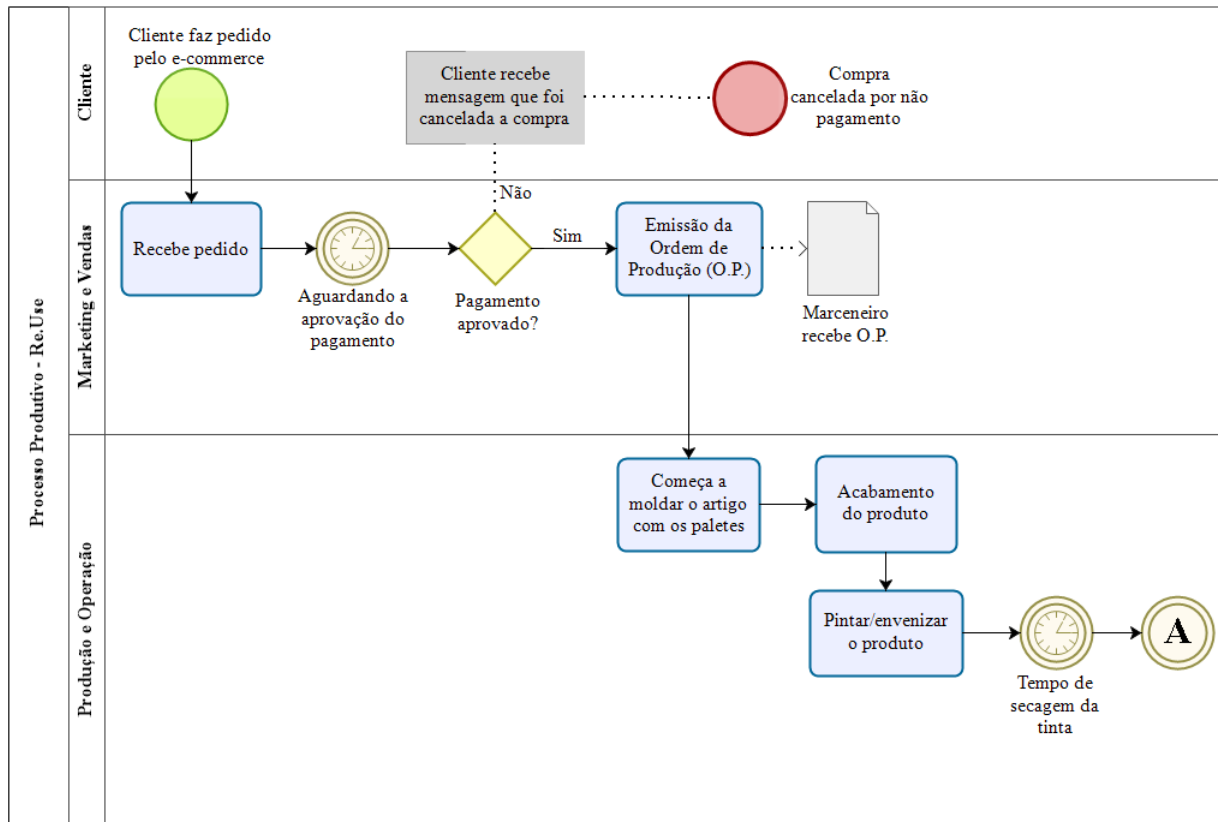 Processo Produtivo - Re.Use
Cliente
Cliente faz pedido
pelo e-commerce
Cliente recebe
mensagem que foi
cancelada a compra
Compra
cancelada por não
pagamento
Marketing e Vendas
Recebe pedido
Aguardando a
aprovação do
pagamento
Não
Pagamento
aprovado?
Sim
Emissão da
Ordem de
Produção (O.P.)
Marceneiro
recebe O.P.
Produção e Operação
Começa a
moldar o artigo
com os paletes
Acabamento
do produto
Pintar/envenizar
o produto
Tempo de
secagem da
tinta
A